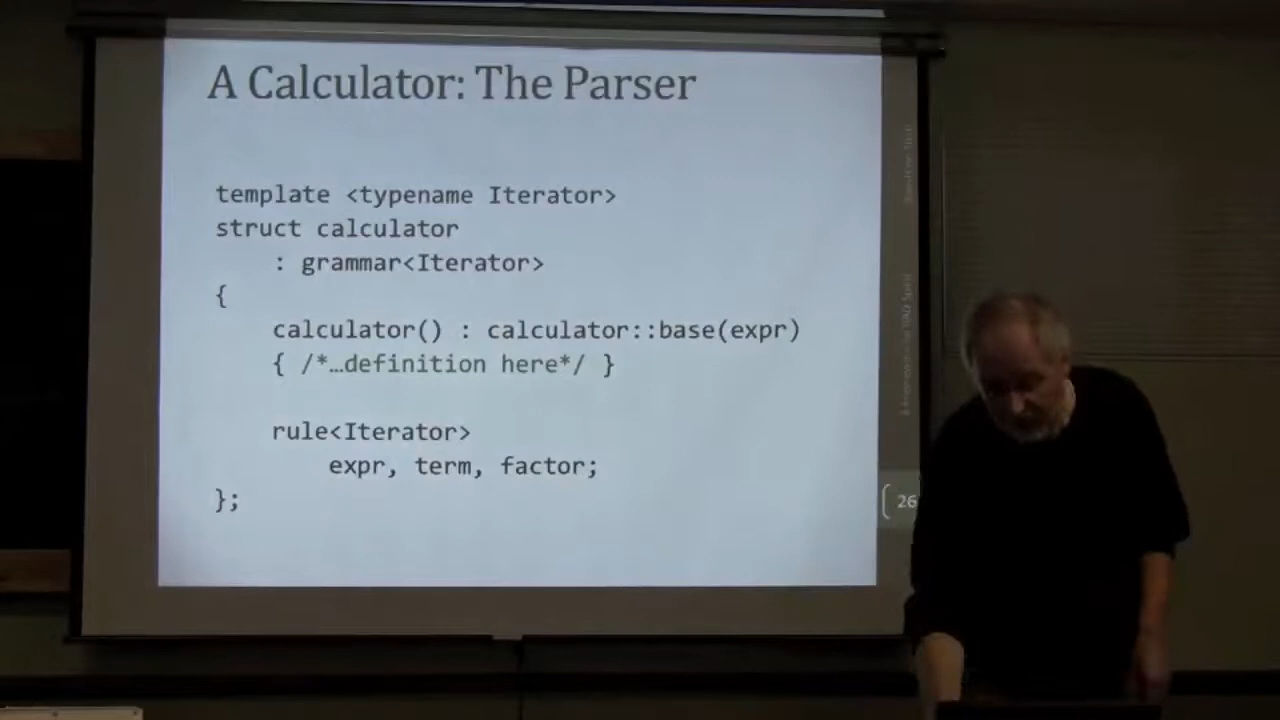 A Calculator: The Parser
template <typename Iterator>
struct calculator
: grammar<Iterator>
{
calculator() : calculator::base(expr)
{ /*…definition here*/ }
rule<Iterator>
expr, term, factor;
};
26